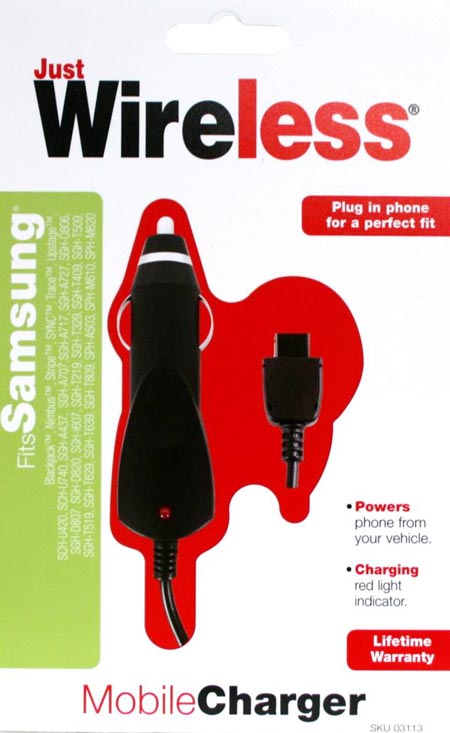 Just
Wireless®
Plug in phone
for a perfect fit
Fits Samsung®
Blackjack™ Nimbus™ Stripe™ SYNC™ Trace™ Upstage™
SCH-U420, SCH-U740, SGH-A437, SGH-A707, SGH-A717, SGH-A727, SGH-D806,
SGH-D807, SGH-D820, SGH-i607, SGH-T219, SGH-T329, SGH-T409, SGH-T509,
SGH-T519, SGH-T629, SGH-T639, SGH-T809, SPH-A503, SPH-M610, SPH-M620
• Powers
phone from
your vehicle.
• Charging
red light
indicator.
Lifetime
Warranty
MobileCharger
SKU 03113